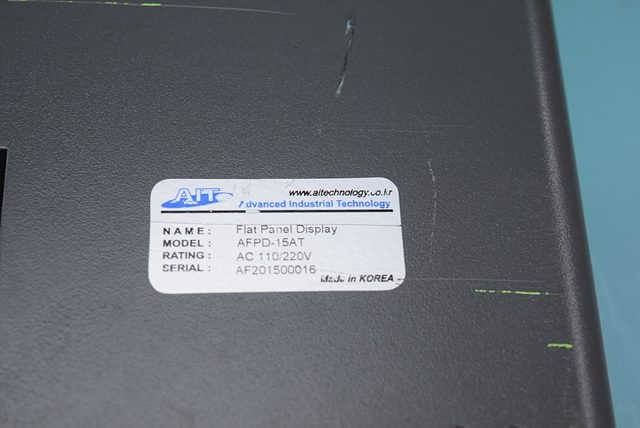 AIT
www.aitechnology.co.kr
Advanced Industrial Technology
NAME : Flat Panel Display
MODEL : AFPD-15AT
RATING : AC 110/220V
SERIAL : AF201500016
Made in KOREA